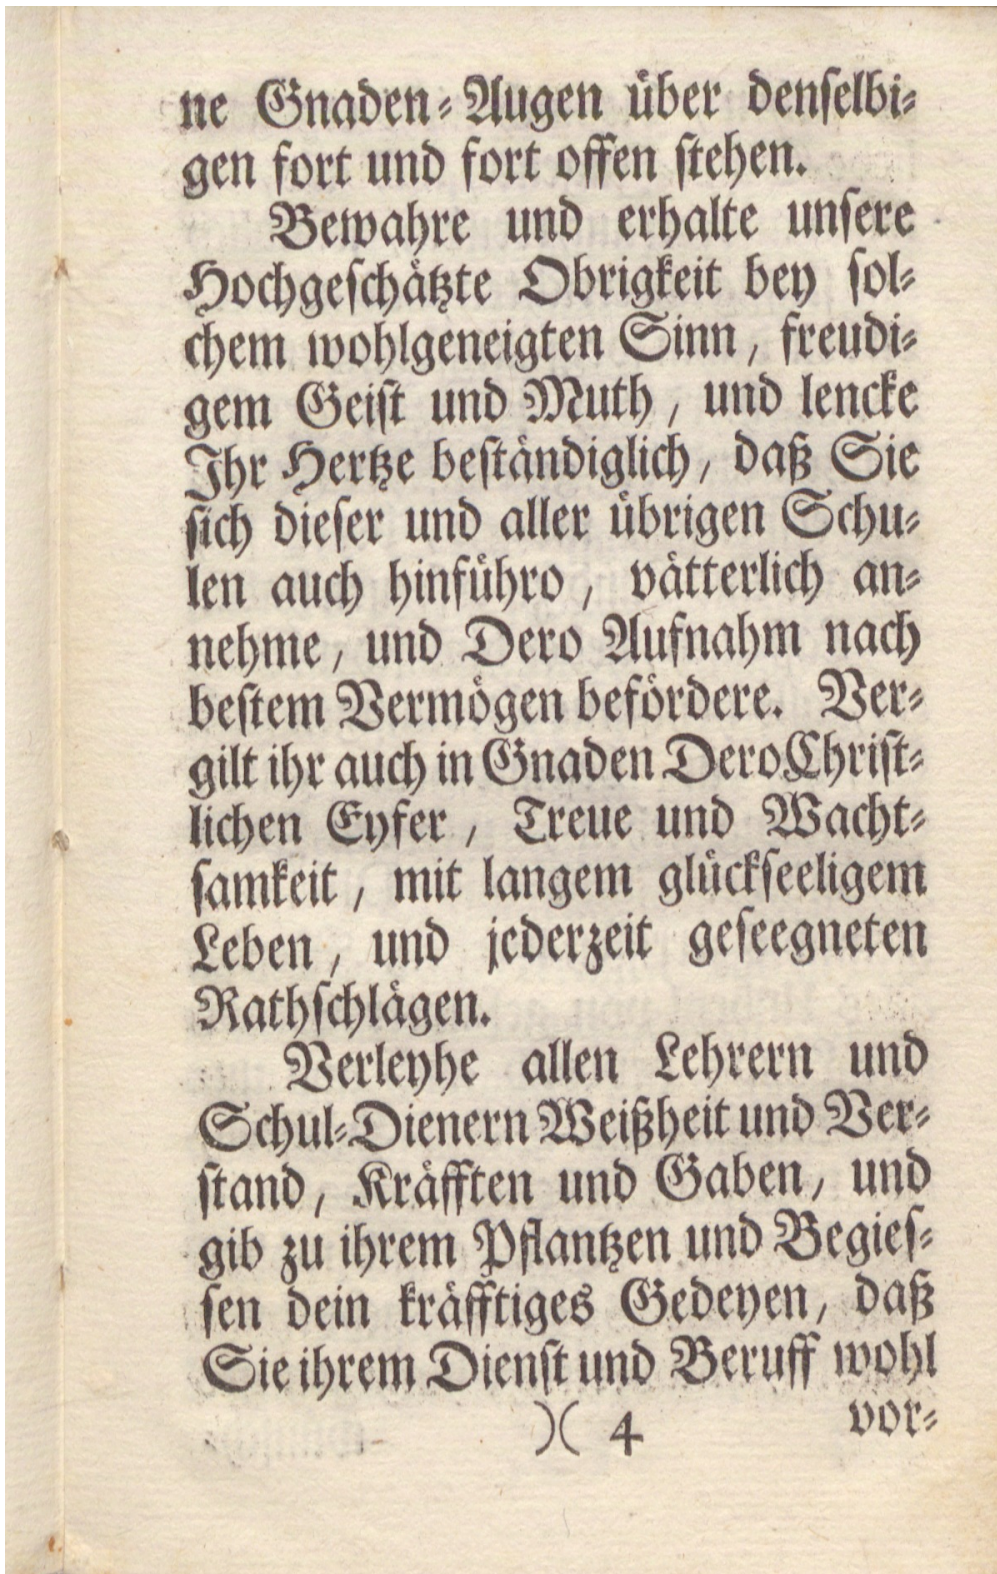 ne Gnaden-Augen über denselbi-
gen fort und fort offen stehen.
Bewahre und erhalte unsere
Hochgeschätzte Obrigkeit bey sol-
chem wohlgeneigten Sinn, freudi-
gem Geist und Muth, und lencke
Ihr Hertze beständiglich, daß Sie
sich dieser und aller übrigen Schu-
len auch hinführo, vätterlich an-
nehme, und Dero Aufnahm nach
bestem Vermögen befördere. Ver-
gilt ihr auch in Gnaden Dero Christ-
lichen Eyfer, Treue und Wacht-
samkeit, mit langem glückseeligem
Leben, und jederzeit geseegneten
Rathschlägen.
Verleyhe allen Lehrern und
Schul-Dienern Weißheit und Ver-
stand, Kräfften und Gaben, und
gib zu ihrem Pflantzen und Begies-
sen dein kräfftiges Gedeyen, daß
Sie ihrem Dienst und Beruff wohl
)( 4 vor-